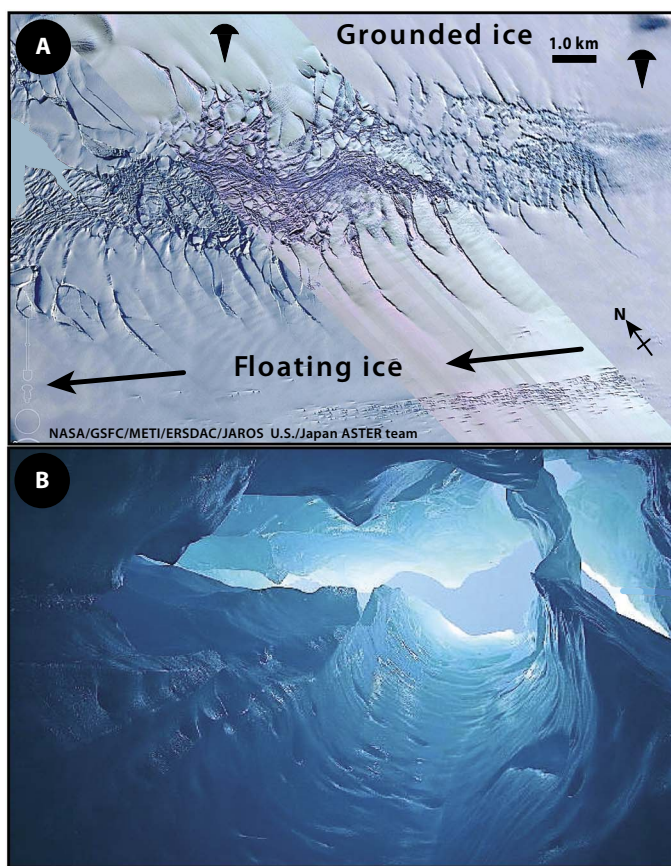 A
Grounded ice
1.0 km
N
Floating ice
NASA/GSFC/METI/ERSDAC/JAROS U.S./Japan ASTER team
B